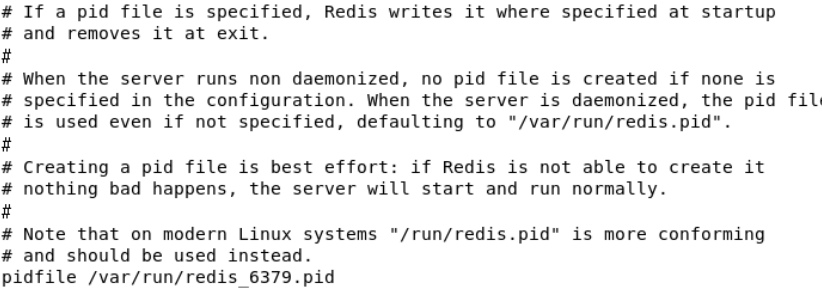 # If a pid file is specified, Redis writes it where specified at startup
# and removes it at exit.
#
# When the server runs non daemonized, no pid file is created if none is
# specified in the configuration. When the server is daemonized, the pid file
# is used even if not specified, defaulting to "/var/run/redis.pid".
#
# Creating a pid file is best effort: if Redis is not able to create it
# nothing bad happens, the server will start and run normally.
#
# Note that on modern Linux systems "/run/redis.pid" is more conforming
# and should be used instead.
pidfile /var/run/redis_6379.pid